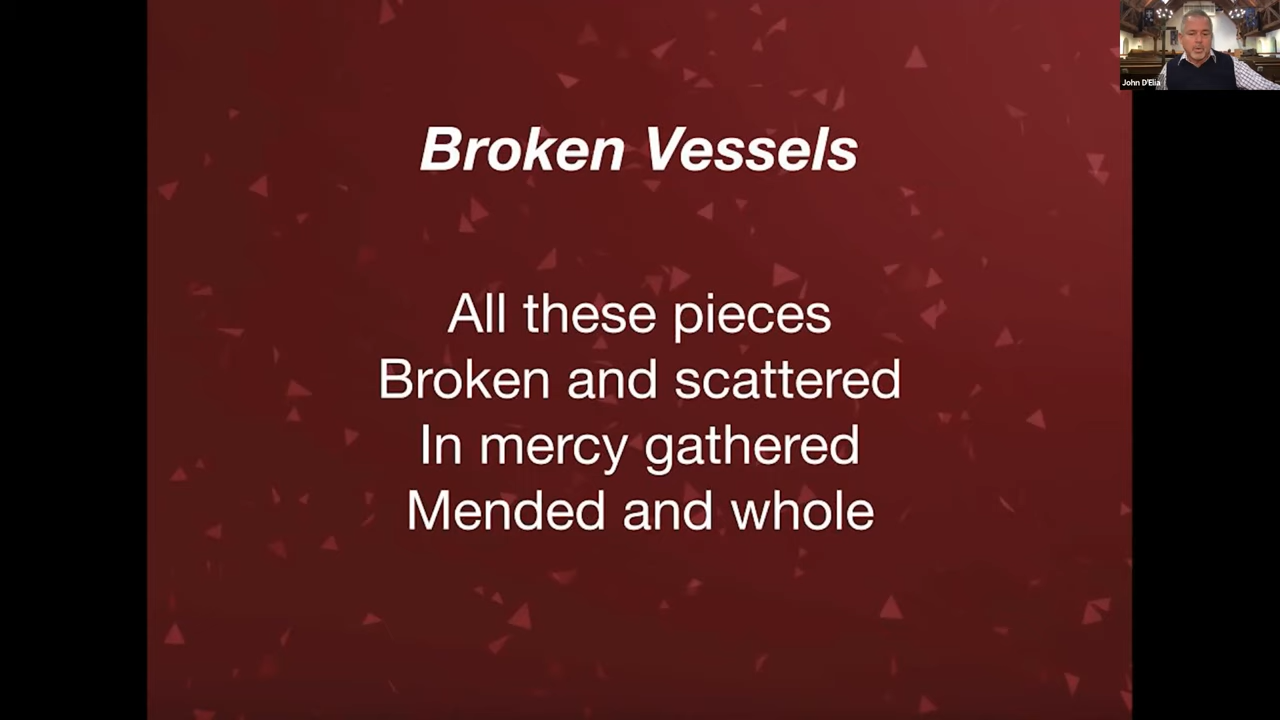 John D'Elia
Broken Vessels
All these pieces
Broken and scattered
In mercy gathered
Mended and whole